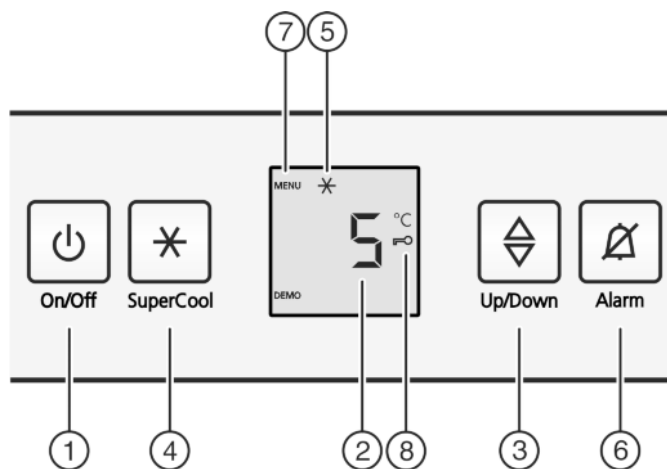 7 5
MENU
5 °C
DEMO
On/Off SuperCool Up/Down Alarm
1 4 2 8 3 6